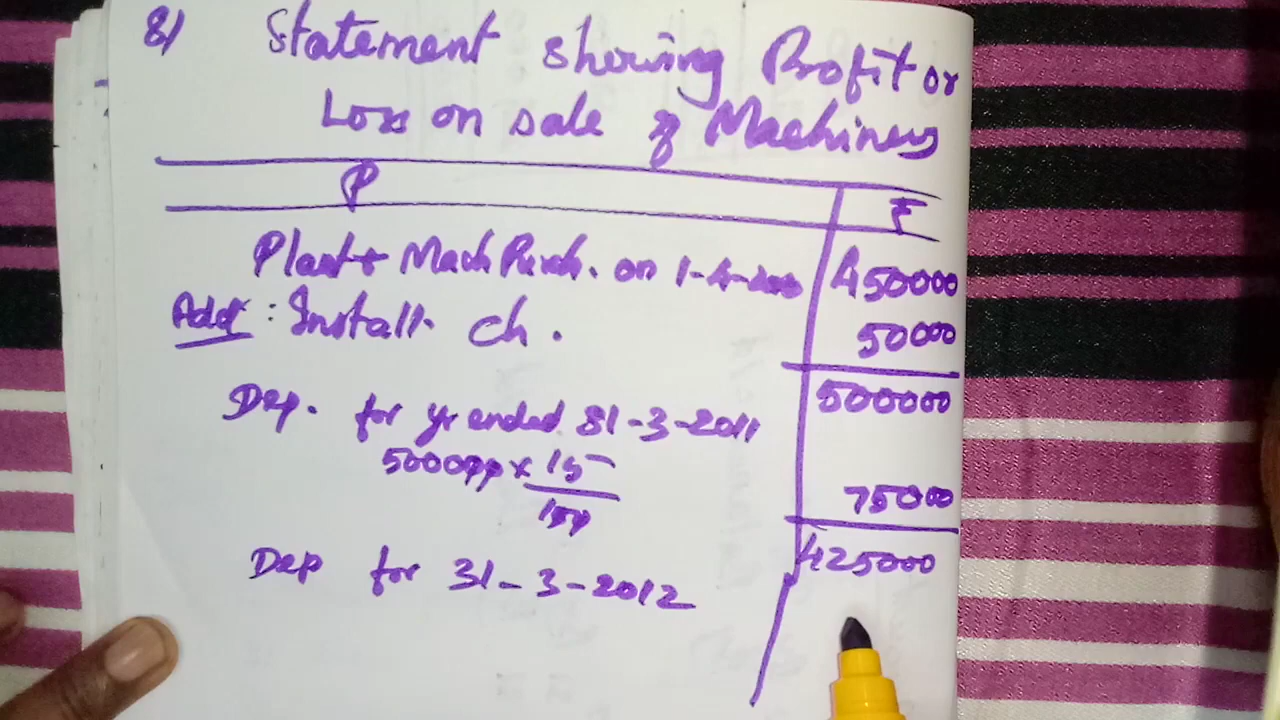 8) Statement showing Profit or
Loss on sale of Machinery
P ₹
Plant + Mach Purch. on 1-4- 450000
Add: Install. ch. 50000
500000
Dep. for yr ended 31-3-2011
500000 x 15
100 75000
425000
Dep for 31-3-2012